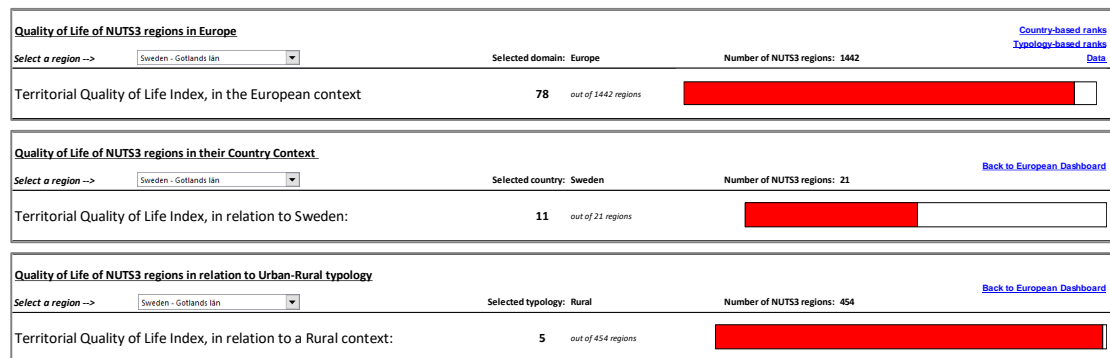 Quality of Life of NUTS3 regions in Europe
Country-based ranks
Typology-based ranks
Select a region --> Sweden - Gotlands län Selected domain: Europe Number of NUTS3 regions: 1442 Data
Territorial Quality of Life Index, in the European context 78 out of 1442 regions
Quality of Life of NUTS3 regions in their Country Context
Back to European Dashboard
Select a region --> Sweden - Gotlands län Selected country: Sweden Number of NUTS3 regions: 21
Territorial Quality of Life Index, in relation to Sweden: 11 out of 21 regions
Quality of Life of NUTS3 regions in relation to Urban-Rural typology
Back to European Dashboard
Select a region --> Sweden - Gotlands län Selected typology: Rural Number of NUTS3 regions: 454
Territorial Quality of Life Index, in relation to a Rural context: 5 out of 454 regions